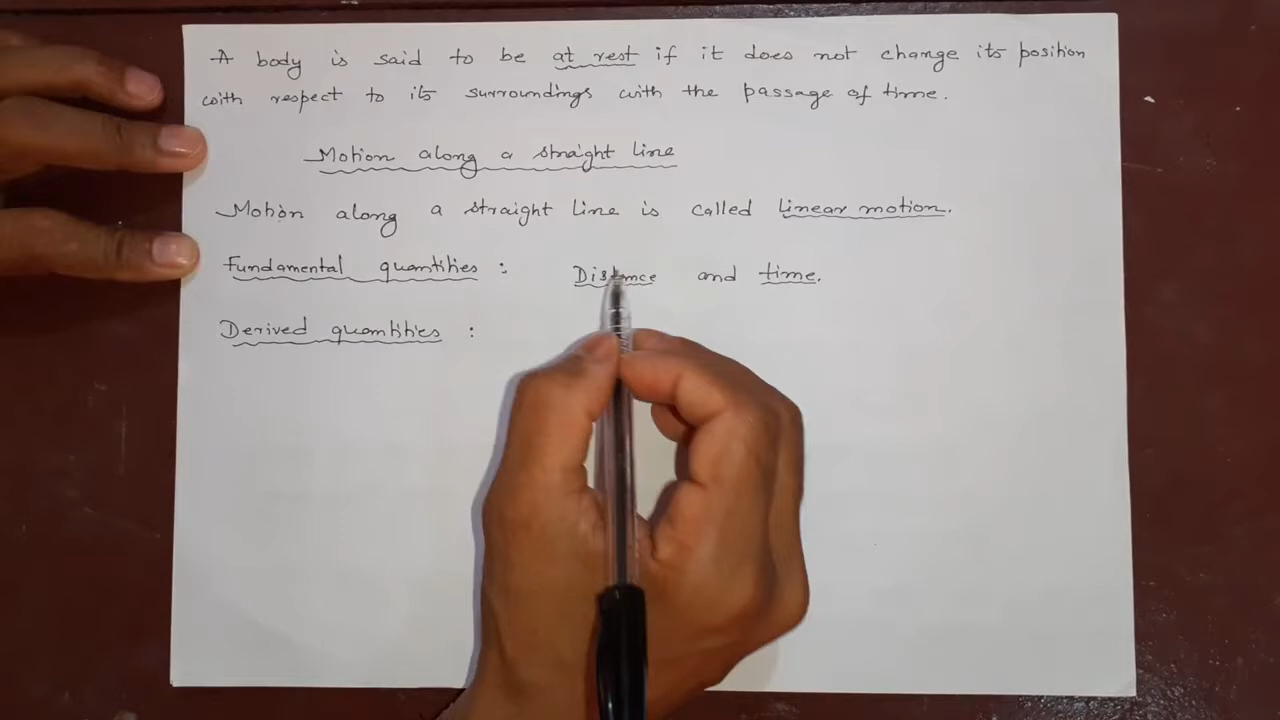 A body is said to be at rest if it does not change its position
with respect to its surroundings with the passage of time.
Motion along a straight line
Motion along a straight line is called linear motion.
Fundamental quantities : Distance and time.
Derived quantities :